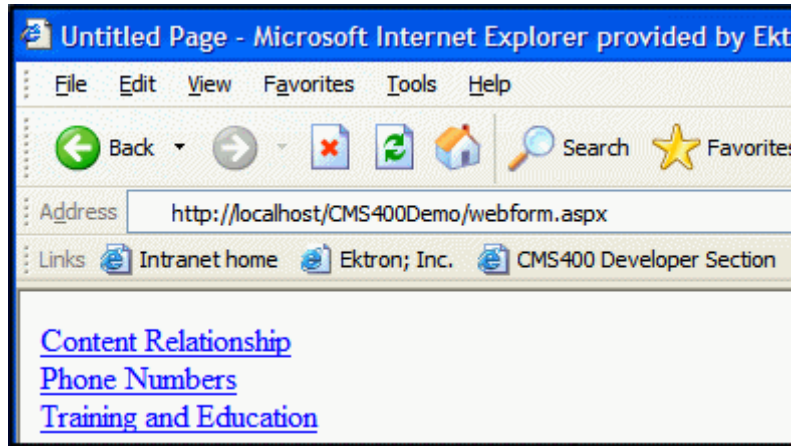 Untitled Page - Microsoft Internet Explorer provided by Ekt
File Edit View Favorites Tools Help
Back Search Favorites
Address http://localhost/CMS400Demo/webform.aspx
Links Intranet home Ektron; Inc. CMS400 Developer Section
Content Relationship
Phone Numbers
Training and Education